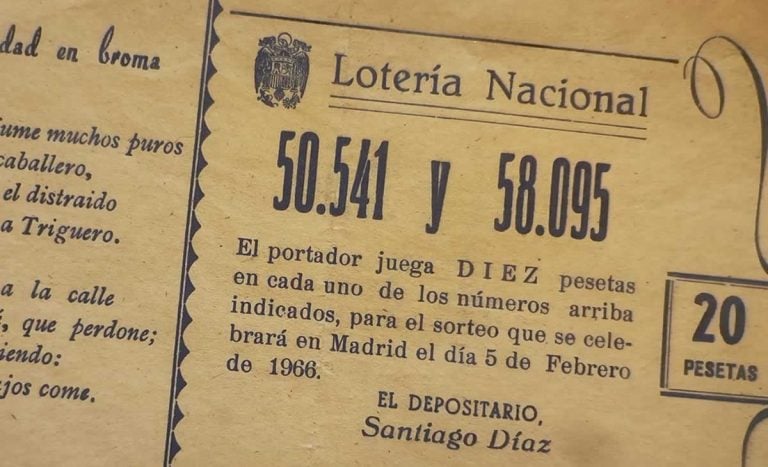 dad en broma
fume muchos puros
caballero,
el distraido
a Triguero.
a la calle
, que perdone;
iendo:
jos come.
Lotería Nacional
50.541 y 58.095
El portador juega DIEZ pesetas
en cada uno de los números arriba
indicados, para el sorteo que se cele-
brará en Madrid el día 5 de Febrero
de 1966.
EL DEPOSITARIO,
Santiago Díaz
20
PESETAS